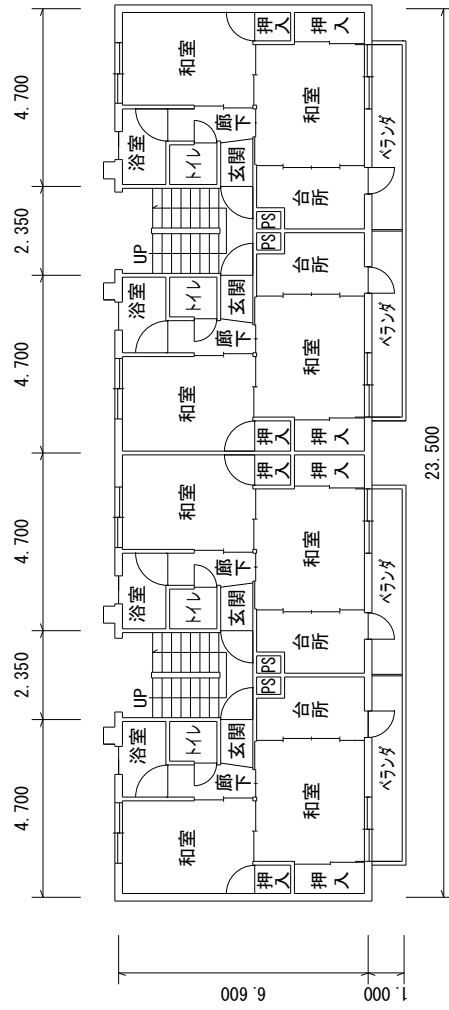 4.700
2.350
4.700
4.700
2.350
4.700
浴室
UP
浴室
浴室
UP
浴室
トイレ
トイレ
トイレ
トイレ
和室
和室
和室
和室
廊下
玄関
玄関
廊下
廊下
玄関
玄関
廊下
6.600
押入
PS
PS
押入
押入
PS
PS
押入
押入
和室
台所
台所
和室
押入
押入
和室
台所
台所
和室
押入
1.000
ベランダ
ベランダ
ベランダ
ベランダ
23.500